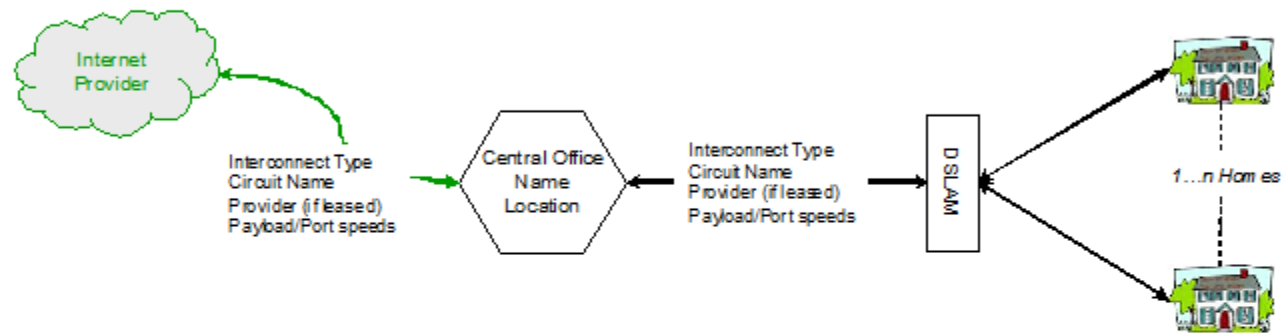 Internet
Provider
Interconnect Type
Circuit Name
Provider (if leased)
Payload/Port speeds
Central Office
Name
Location
Interconnect Type
Circuit Name
Provider (if leased)
Payload/Port speeds
DSLAM
1...n Homes